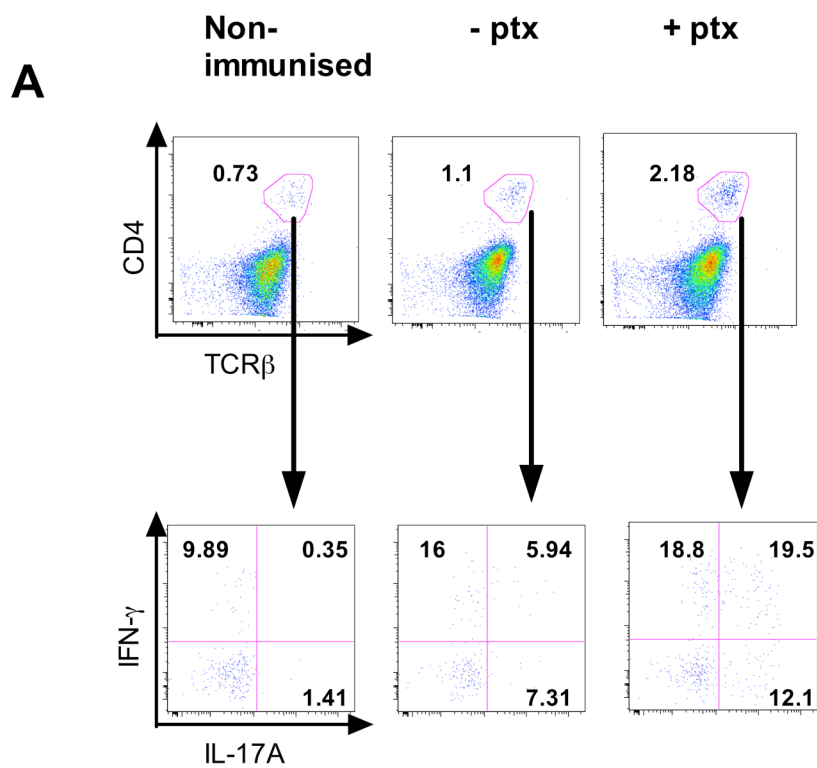 Non-
immunised
- ptx
+ ptx
A
0.73
1.1
2.18
CD4
TCRβ
9.89
0.35
1.41
16
5.94
7.31
18.8
19.5
12.1
IFN-γ
IL-17A